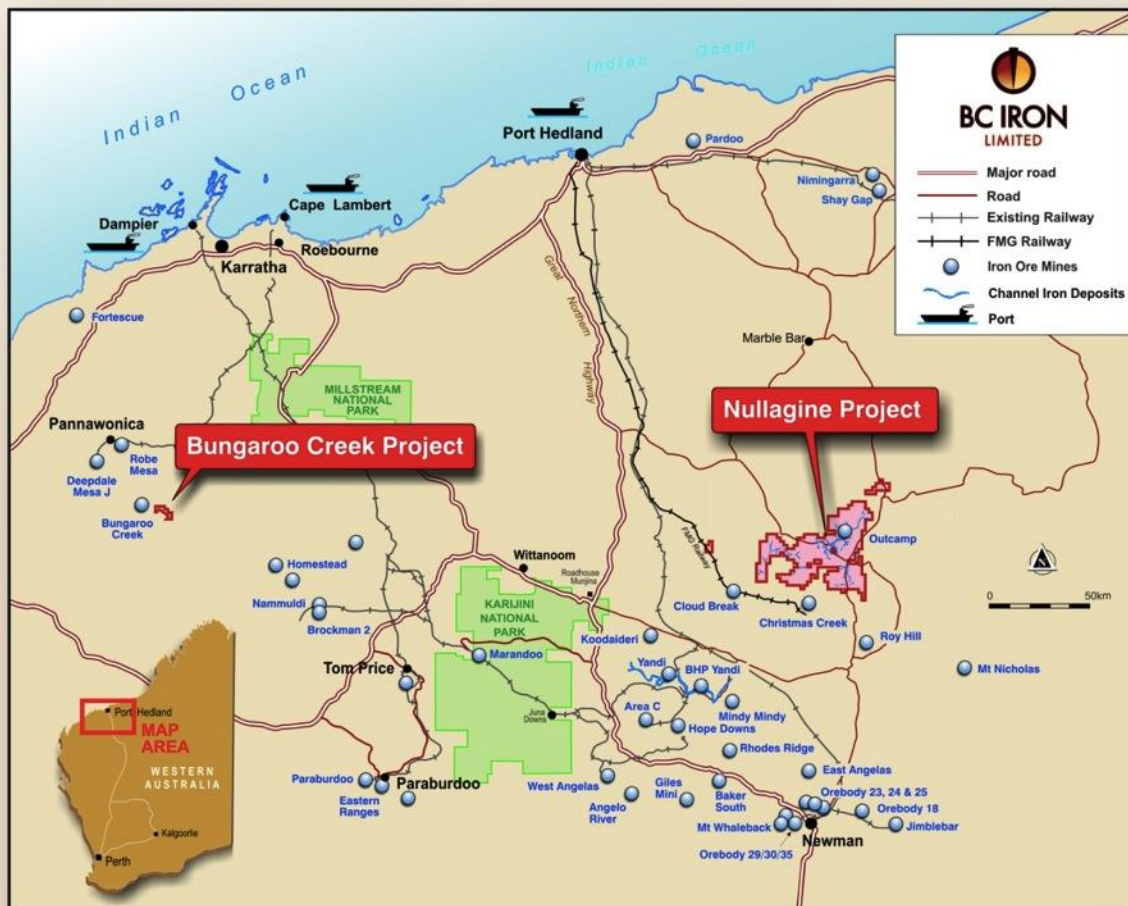 Indian Ocean
Indian Ocean
BC IRON
LIMITED
Major road
Road
Existing Railway
FMG Railway
Iron Ore Mines
Channel Iron Deposits
Port
Port Hedland
Pardoo
Nimingarra
Shay Gap
Cape Lambert
Dampier
Roebourne
Karratha
Fortescue
Great Northern Highway
Marble Bar
MILLSTREAM
NATIONAL
PARK
Nullagine Project
Pannawonica
Bungaroo Creek Project
Robe
Mesa
Deepdale
Mesa J
Bungaroo
Creek
Outcamp
FMG Railway
Wittanoom
Roadhouse
Munjina
Homestead
N
0 50km
Cloud Break
Christmas Creek
Nammuldi
Brockman 2
KARIJINI
NATIONAL
PARK
Koodaideri
Roy Hill
Marandoo
Mt Nicholas
Tom Price
Yandi
BHP Yandi
Area C
Mindy Mindy
Juna
Downs
Hope Downs
Rhodes Ridge
Port Hedland
MAP
AREA
WESTERN
AUSTRALIA
Kalgoorlie
Perth
Paraburdoo
Paraburdoo
Eastern
Ranges
West Angelas
Angelo
River
Giles
Mini
Baker
South
East Angelas
Orebody 23, 24 & 25
Orebody 18
Mt Whaleback
Jimblebar
Newman
Orebody 29/30/35